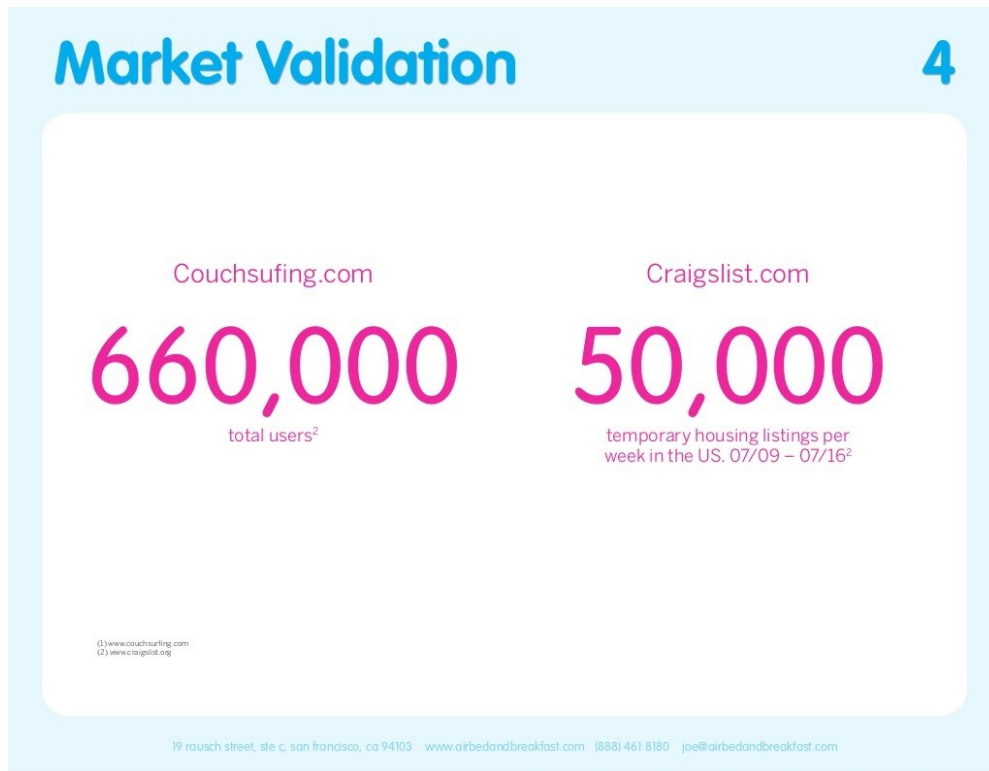 Market Validation 4
Couchsufing.com
660,000
total users²
Craigslist.com
50,000
temporary housing listings per
week in the US. 07/09 – 07/16²
(1) www.couchsurfing.com
(2) www.craigslist.org
19 rausch street, ste c, san francisco, ca 94103 www.airbedandbreakfast.com (888) 461 8180 joe@airbedandbreakfast.com